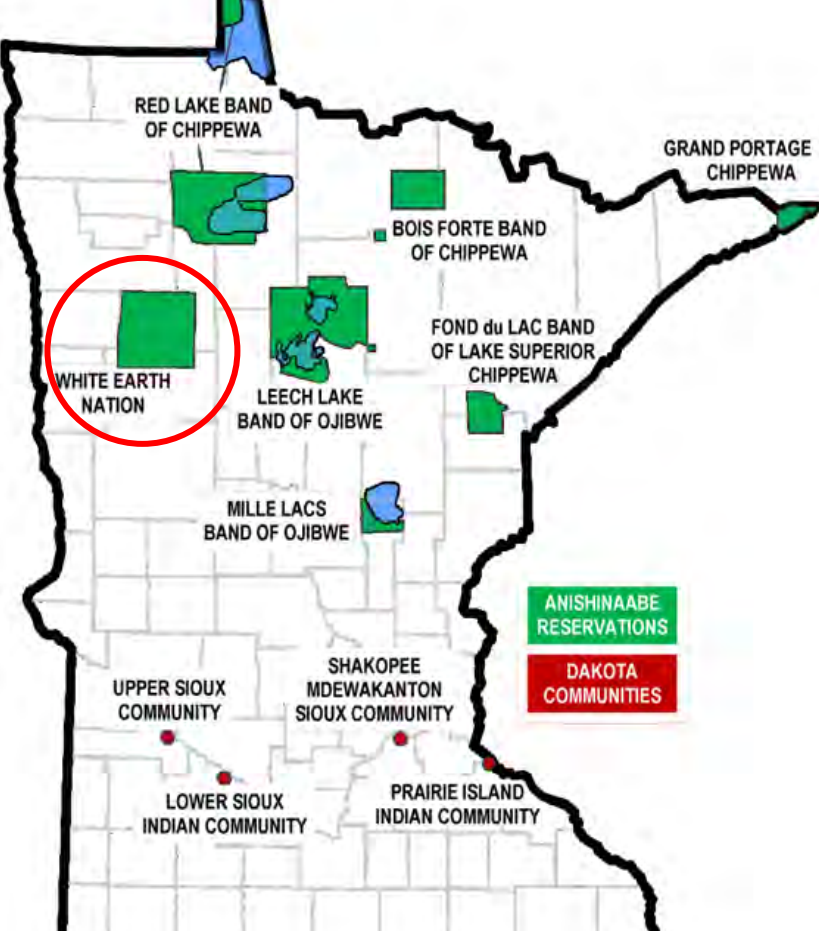 RED LAKE BAND
OF CHIPPEWA
GRAND PORTAGE
CHIPPEWA
BOIS FORTE BAND
OF CHIPPEWA
FOND du LAC BAND
OF LAKE SUPERIOR
CHIPPEWA
WHITE EARTH
NATION
LEECH LAKE
BAND OF OJIBWE
MILLE LACS
BAND OF OJIBWE
ANISHINAABE
RESERVATIONS
DAKOTA
COMMUNITIES
UPPER SIOUX
COMMUNITY
SHAKOPEE
MDEWAKANTON
SIOUX COMMUNITY
LOWER SIOUX
INDIAN COMMUNITY
PRAIRIE ISLAND
INDIAN COMMUNITY